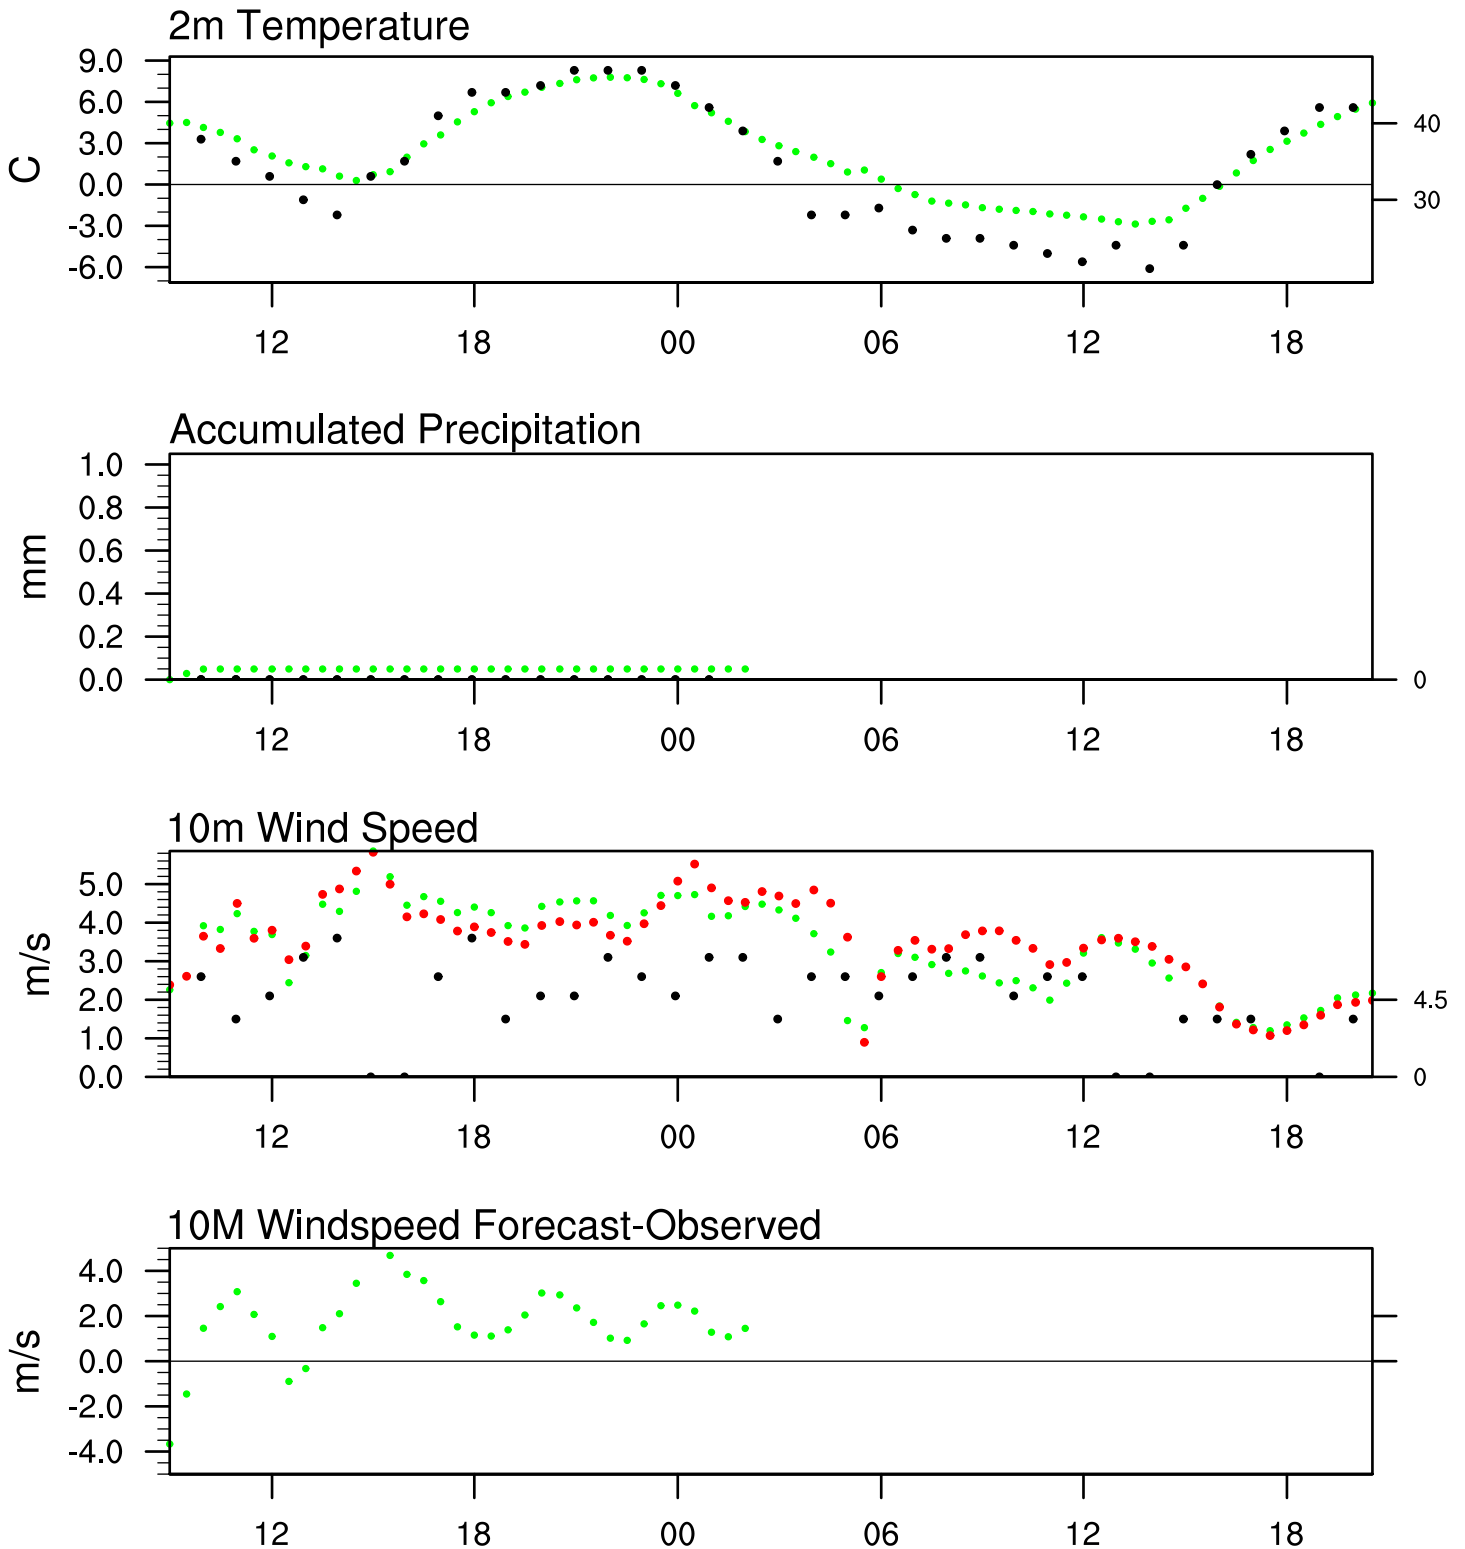 2m Temperature
9.0
6.0
3.0
0.0
-3.0
-6.0
C
40
30
12 18 00 06 12 18
Accumulated Precipitation
1.0
0.8
0.6
0.4
0.2
0.0
mm
0
12 18 00 06 12 18
10m Wind Speed
5.0
4.0
3.0
2.0
1.0
0.0
m/s
4.5
0
12 18 00 06 12 18
10M Windspeed Forecast-Observed
4.0
2.0
0.0
-2.0
-4.0
m/s
12 18 00 06 12 18